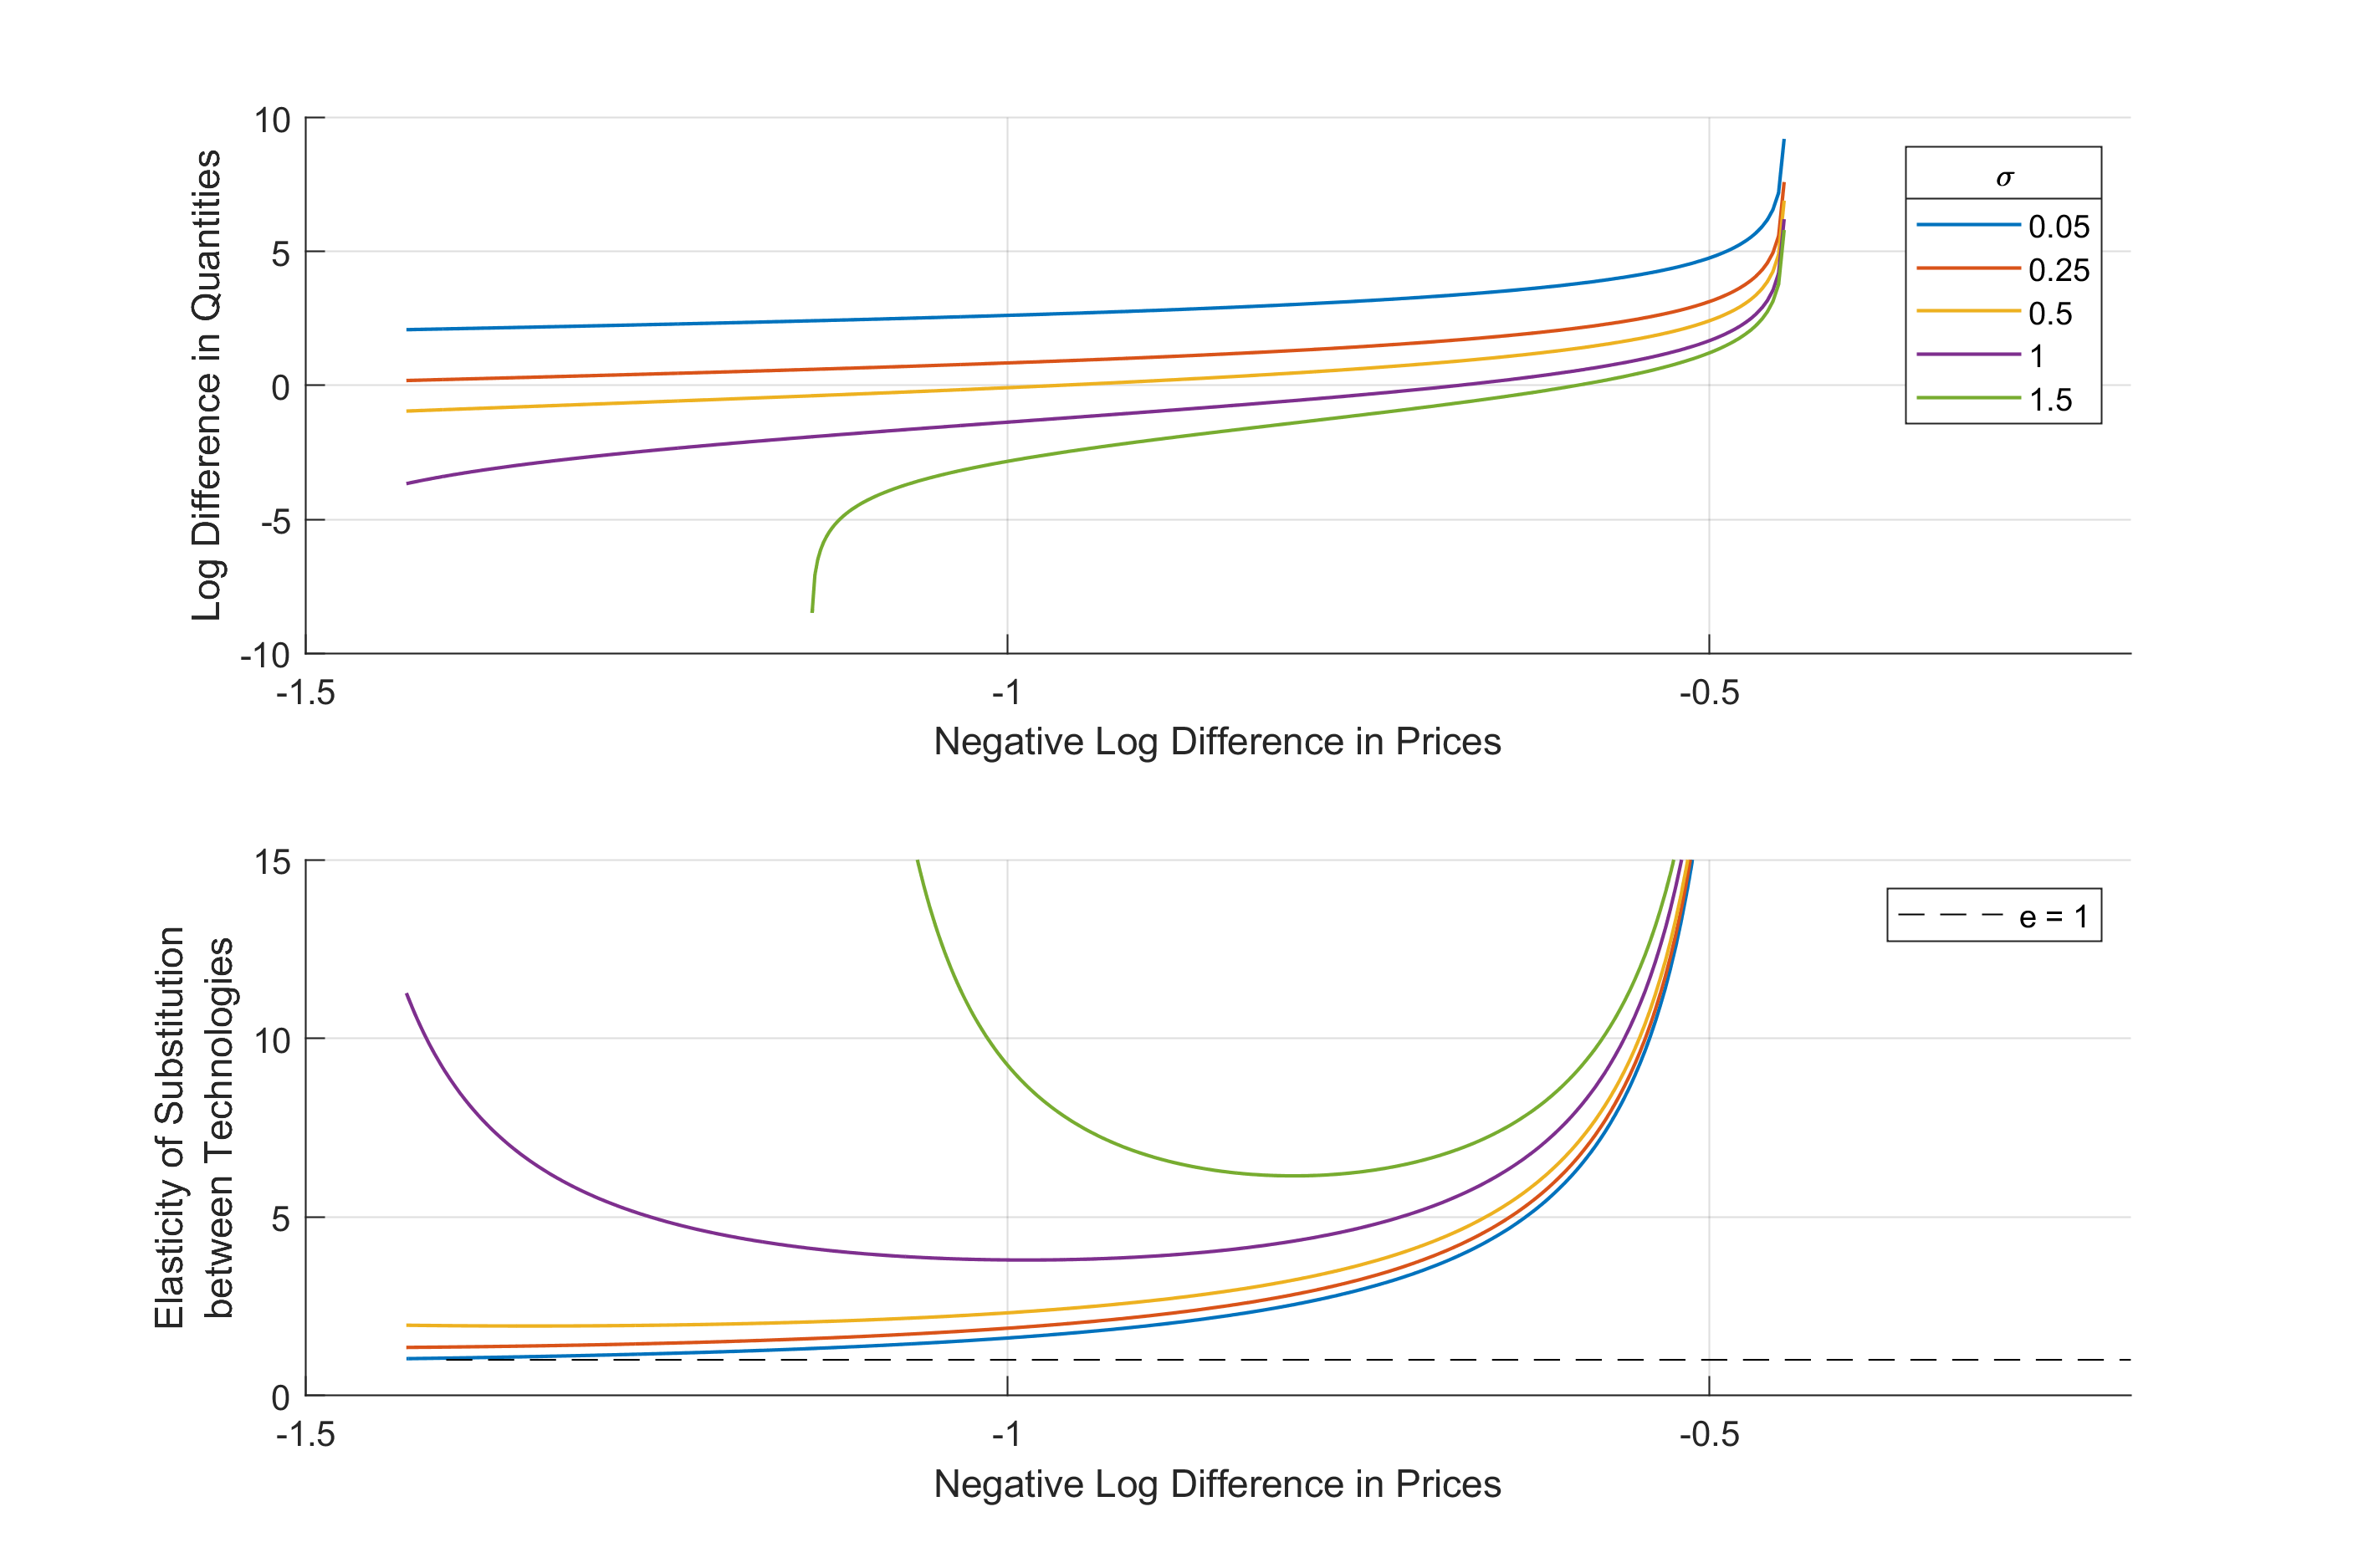 10
5
0
-5
-10
Log Difference in Quantities
-1.5
-1
-0.5
Negative Log Difference in Prices
σ
0.05
0.25
0.5
1
1.5
15
10
5
0
Elasticity of Substitution
between Technologies
-1.5
-1
-0.5
Negative Log Difference in Prices
e = 1